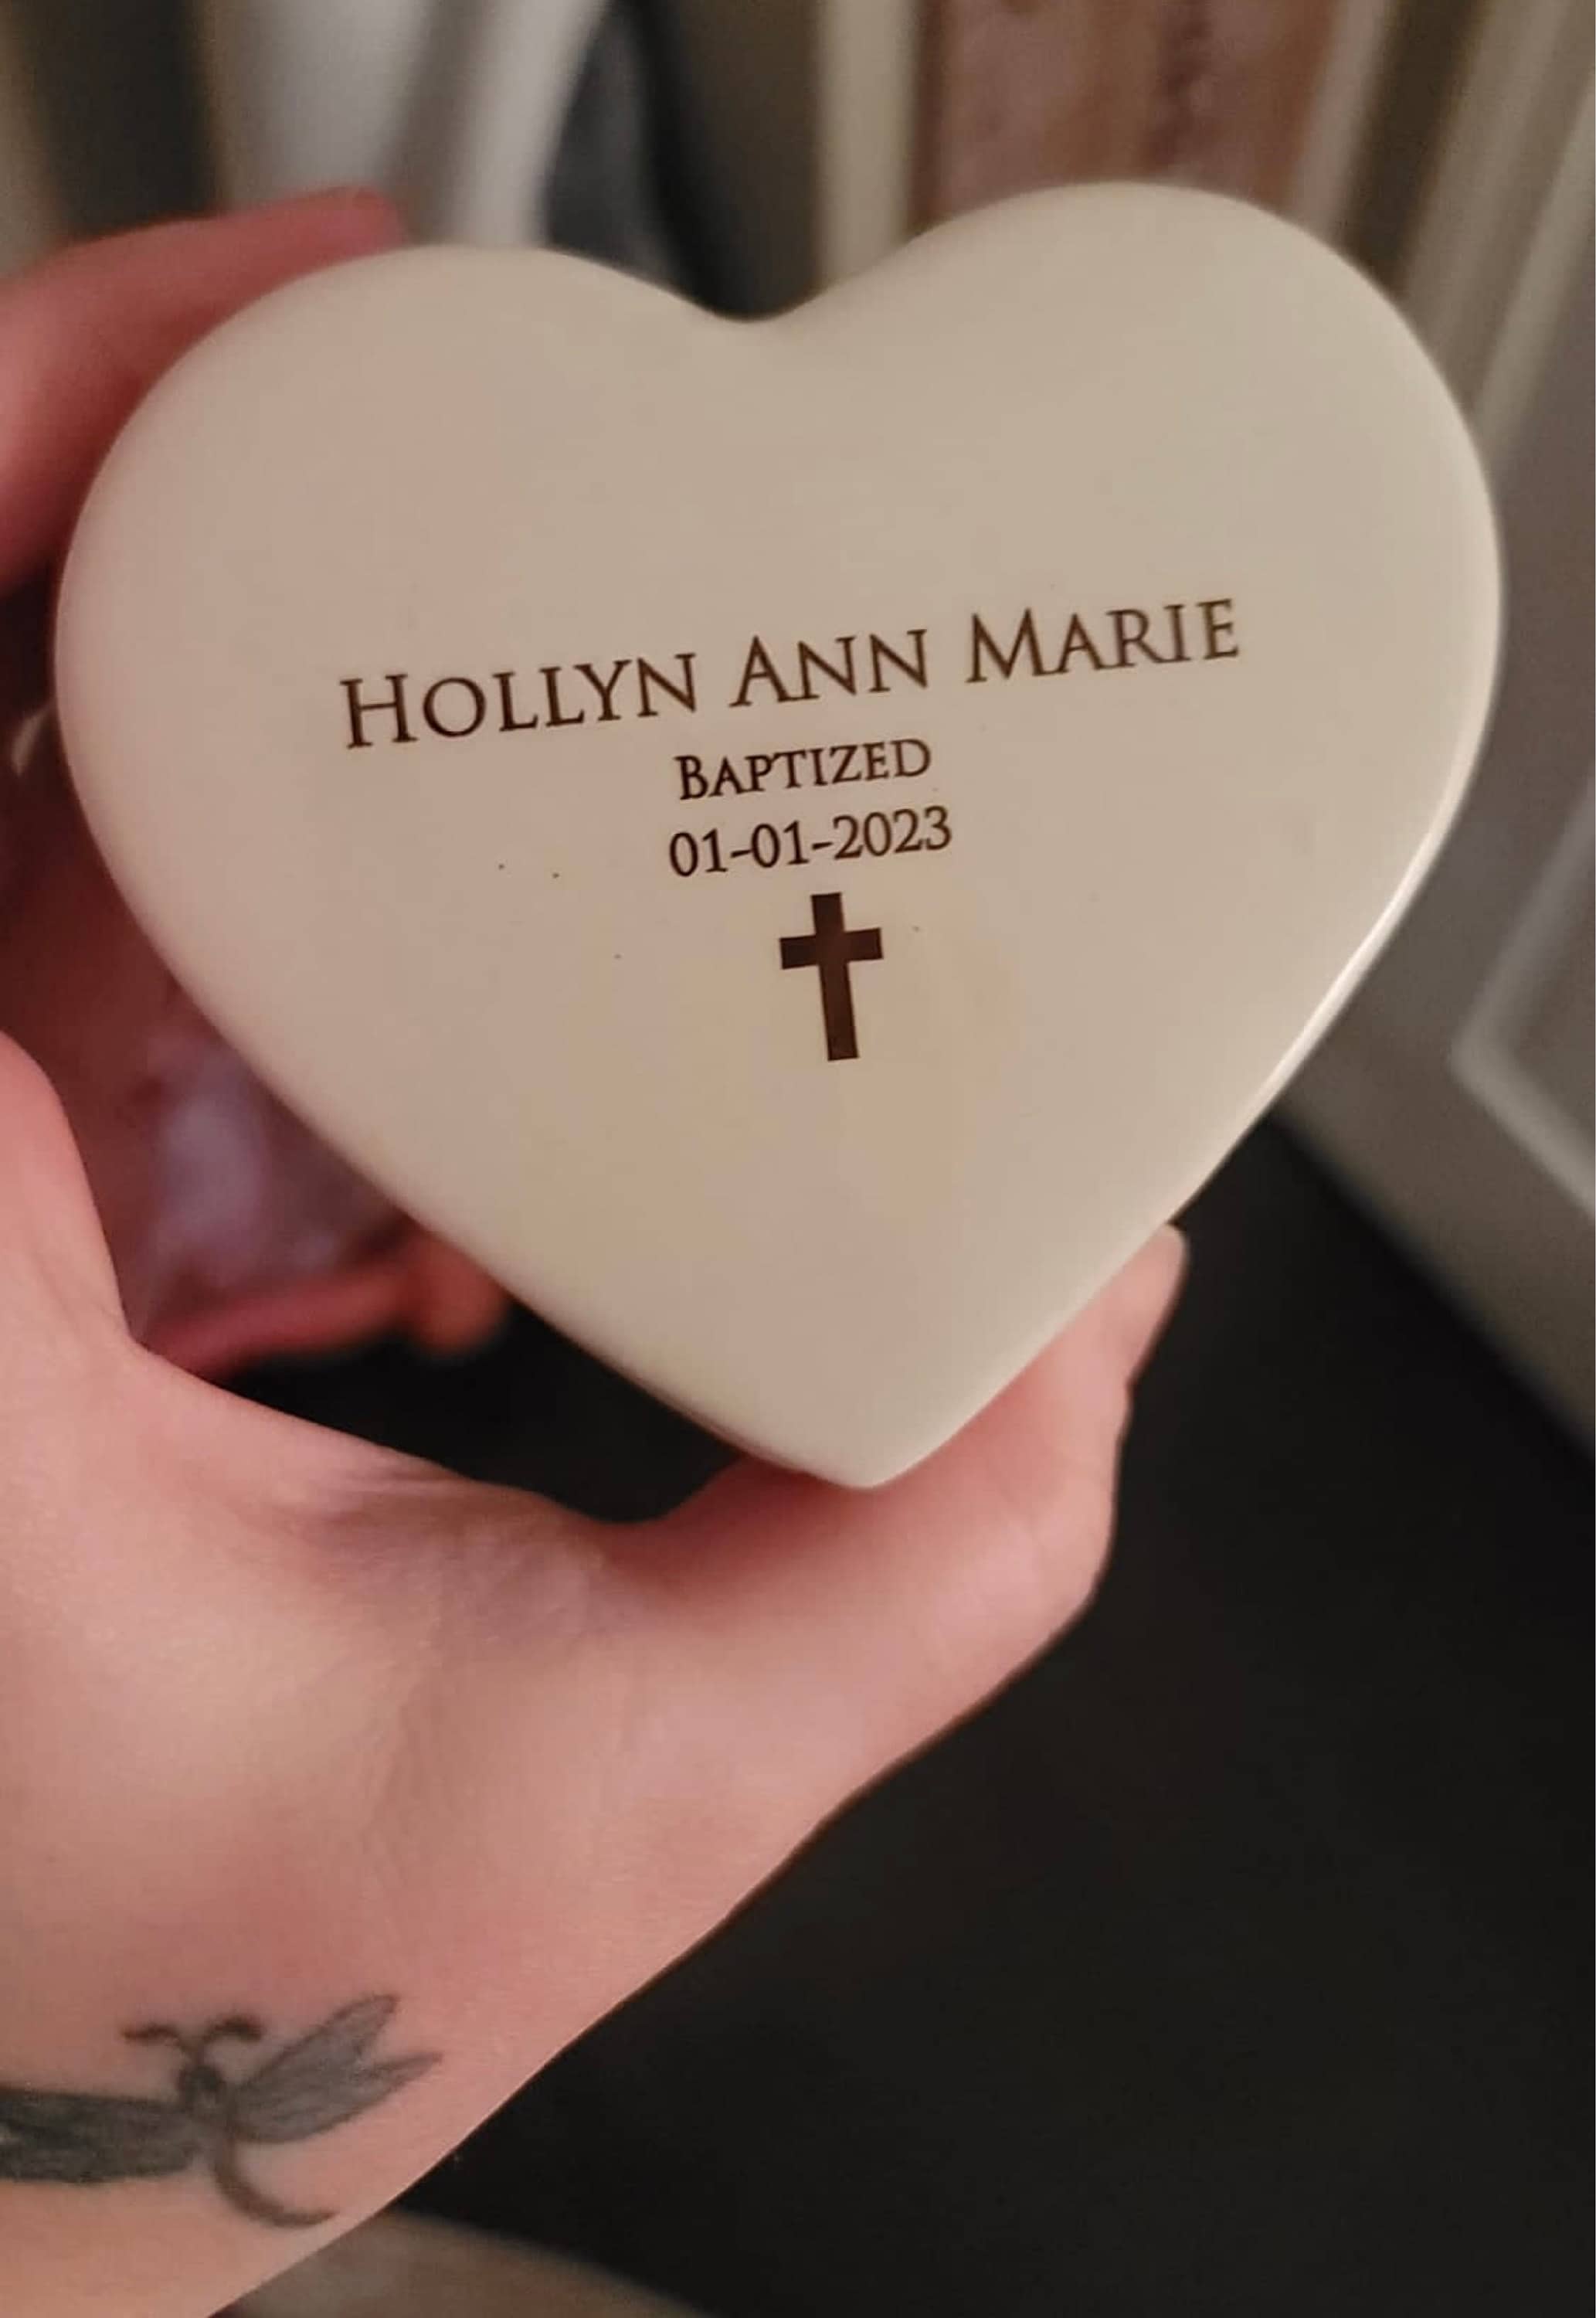 HOLLYN ANN MARIE
BAPTIZED
01-01-2023